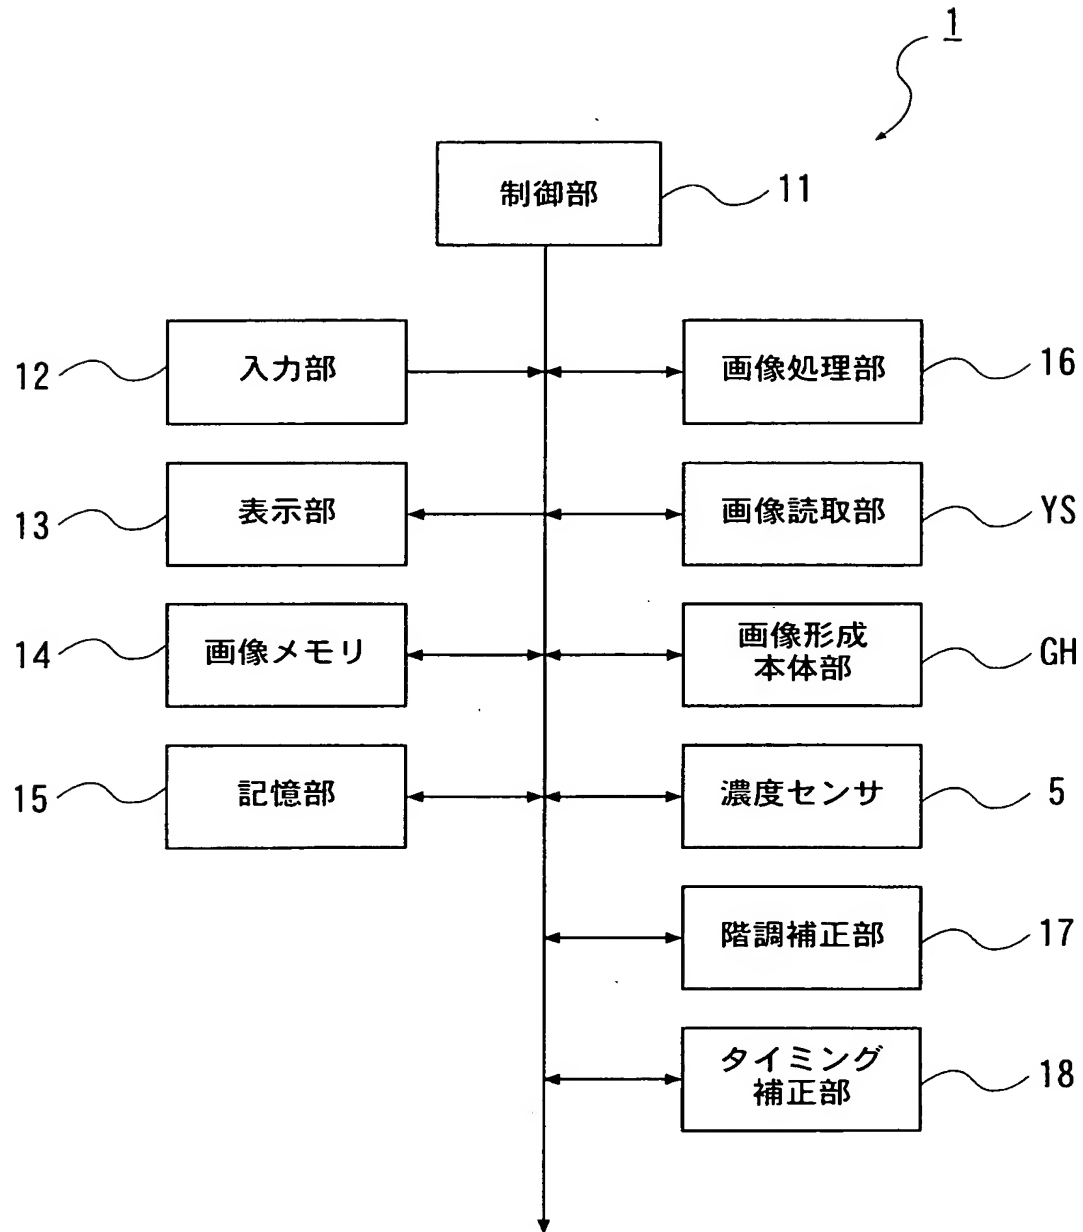 1
制御部
11
12
入力部
画像処理部
16
13
表示部
画像読取部
YS
14
画像メモリ
画像形成
本体部
GH
15
記憶部
濃度センサ
5
階調補正部
17
タイミング
補正部
18